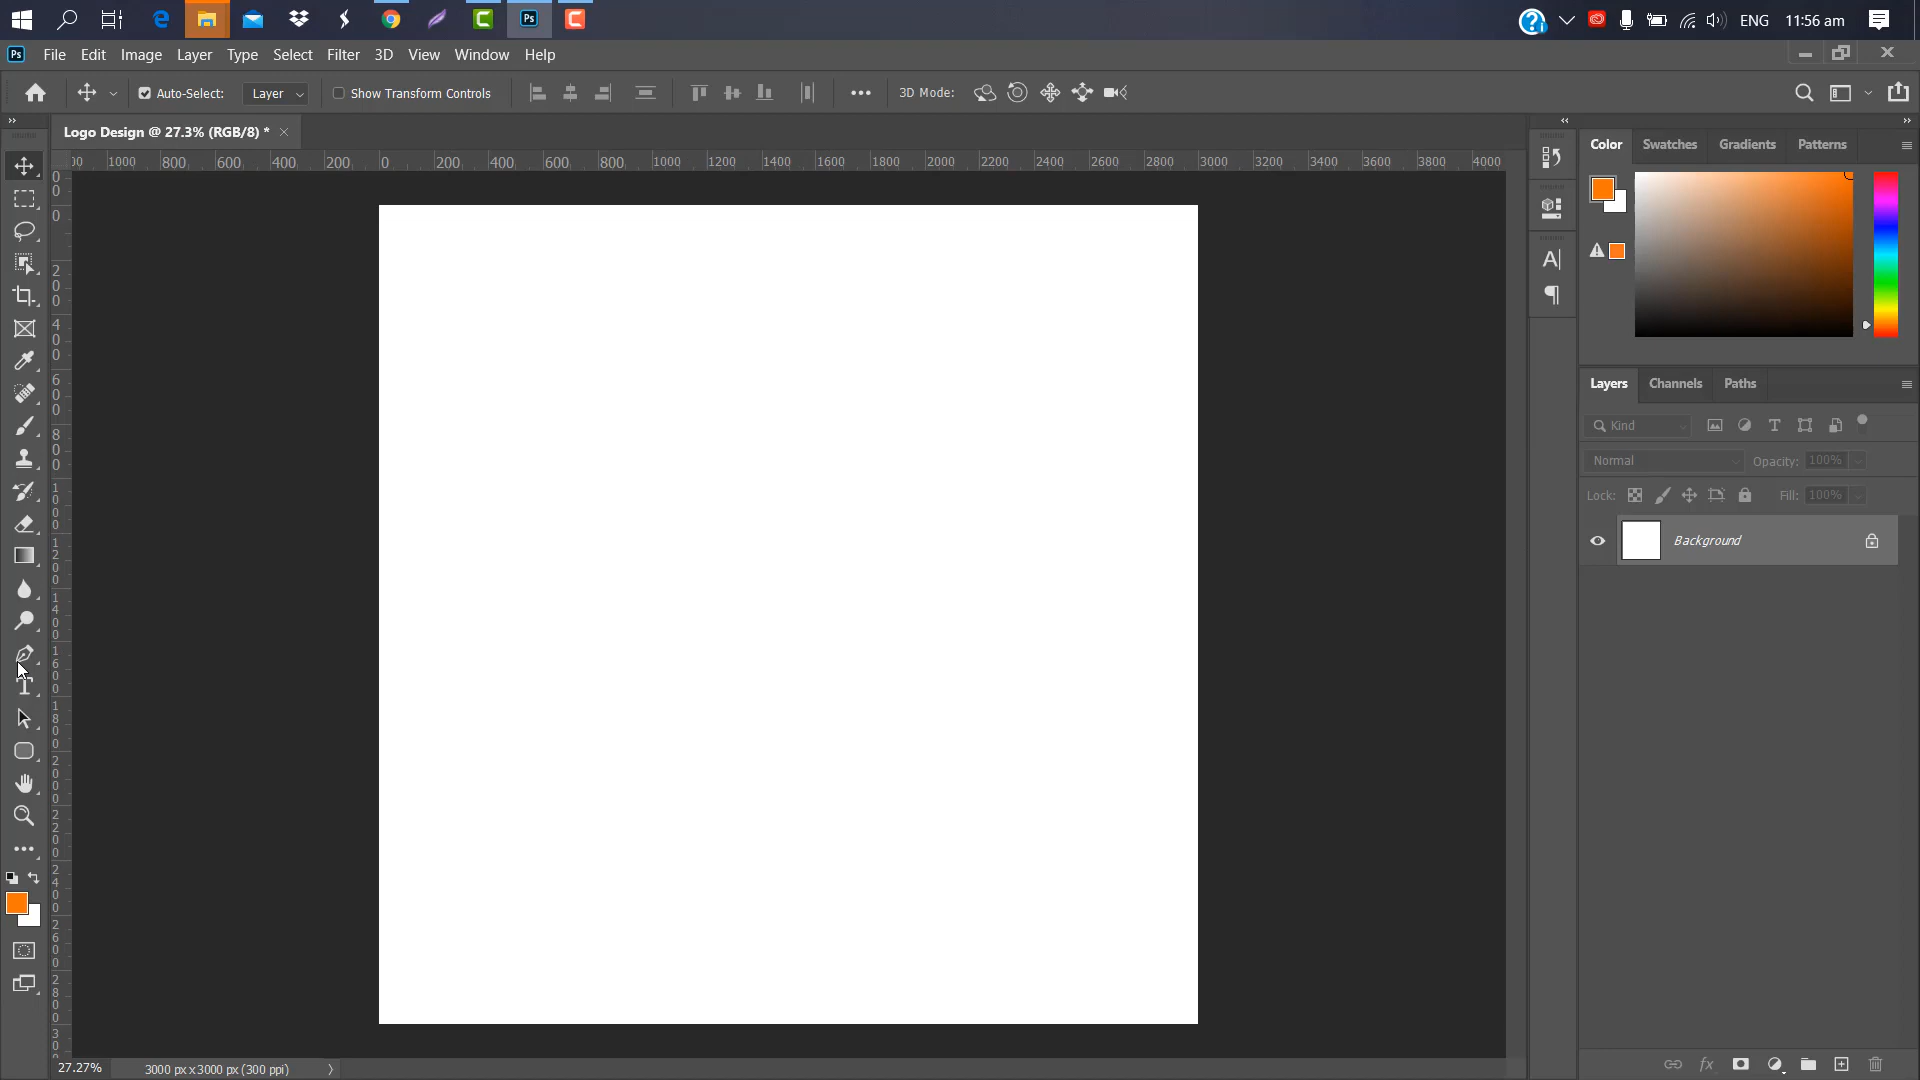 ENG 11:56 am
Ps File Edit Image Layer Type Select Filter 3D View Window Help
Auto-Select: Layer Show Transform Controls 3D Mode:
Logo Design @ 27.3% (RGB/8) *
1000 800 600 400 200 0 200 400 600 800 1000 1200 1400 1600 1800 2000 2200 2400 2600 2800 3000 3200 3400 3600 3800 4000
0
200
400
600
800
1000
1200
1400
1600
1800
2000
2200
2400
2600
2800
Color Swatches Gradients Patterns
Layers Channels Paths
Kind
Normal Opacity: 100%
Lock: Fill: 100%
Background
fx
27.27% 3000 px x 3000 px (300 ppi)